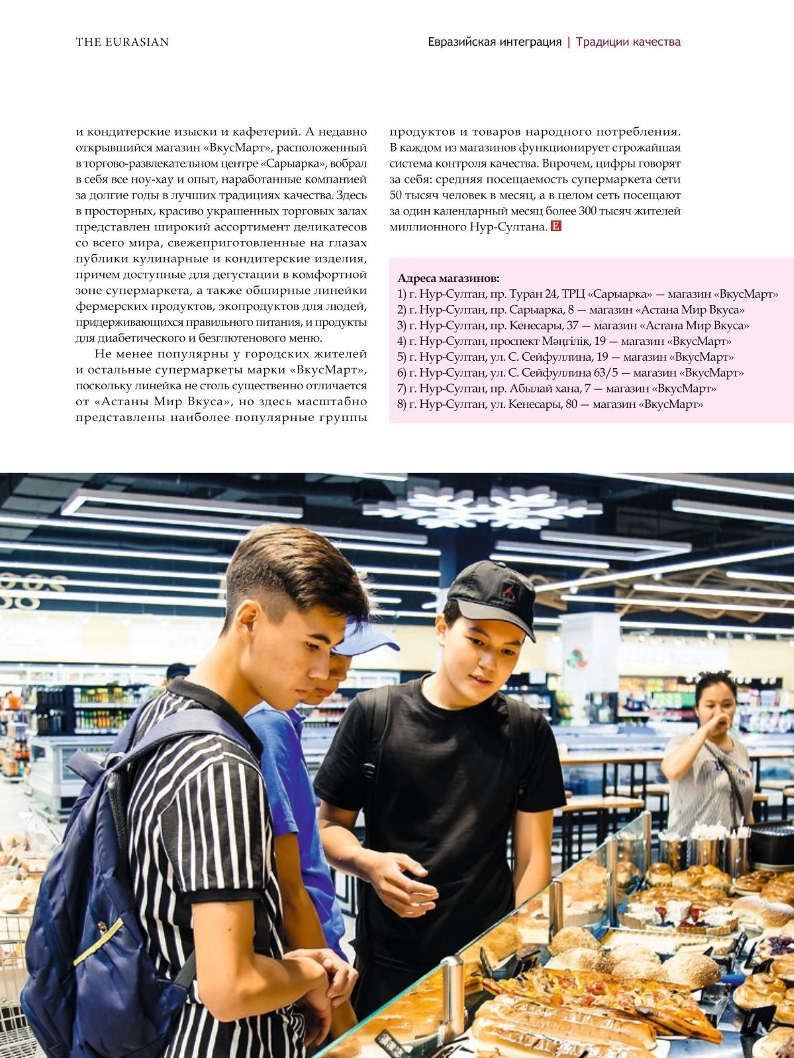 THE EURASIAN
Евразийская интеграция | Традиции качества
и кондитерские изыски и кафетерий. А недавно
открывшийся магазин «ВкусМарт», расположенный
в торгово-развлекательном центре «Сарыарка», вобрал
в себя все ноу-хау и опыт, наработанные компанией
за долгие годы в лучших традициях качества. Здесь
в просторных, красиво украшенных торговых залах
представлен широкий ассортимент деликатесов
со всего мира, свежеприготовленные на глазах
публики кулинарные и кондитерские изделия,
причем доступные для дегустации в комфортной
зоне супермаркета, а также обширные линейки
фермерских продуктов, экопродуктов для людей,
придерживающихся правильного питания, и продукты
для диабетического и безглютенового меню.
Не менее популярны у городских жителей
и остальные супермаркеты марки «ВкусМарт»,
поскольку линейка не столь существенно отличается
от «Астаны Мир Вкуса», но здесь масштабно
представлены наиболее популярные группы
продуктов и товаров народного потребления.
В каждом из магазинов функционирует строжайшая
система контроля качества. Впрочем, цифры говорят
за себя: средняя посещаемость супермаркета сети
50 тысяч человек в месяц, а в целом сеть посещают
за один календарный месяц более 300 тысяч жителей
миллионного Нур-Султана. E
Адреса магазинов:
1) г. Нур-Султан, пр. Туран 24, ТРЦ «Сарыарка» — магазин «ВкусМарт»
2) г. Нур-Султан, пр. Сарыарка, 8 — магазин «Астана Мир Вкуса»
3) г. Нур-Султан, пр. Кенесары, 37 — магазин «Астана Мир Вкуса»
4) г. Нур-Султан, проспект Мәңгілік, 19 — магазин «ВкусМарт»
5) г. Нур-Султан, ул. С. Сейфуллина, 19 — магазин «ВкусМарт»
6) г. Нур-Султан, ул. С. Сейфуллина 63/5 — магазин «ВкусМарт»
7) г. Нур-Султан, пр. Абылай хана, 7 — магазин «ВкусМарт»
8) г. Нур-Султан, ул. Кенесары, 80 — магазин «ВкусМарт»